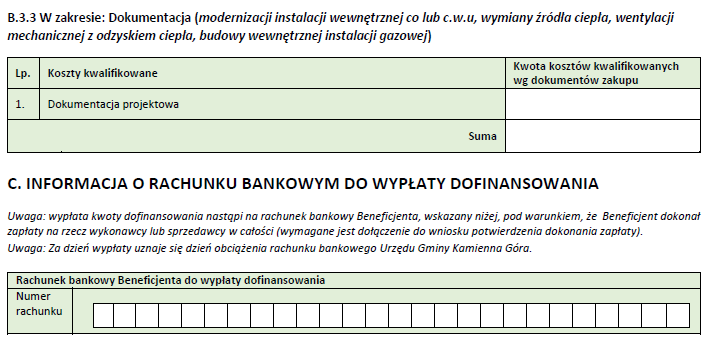 B.3.3 W zakresie: Dokumentacja (modernizacji instalacji wewnętrznej co lub c.w.u, wymiany źródła ciepła, wentylacji
mechanicznej z odzyskiem ciepła, budowy wewnętrznej instalacji gazowej)
Lp. Koszty kwalifikowane Kwota kosztów kwalifikowanych
wg dokumentów zakupu
1. Dokumentacja projektowa
Suma
C. INFORMACJA O RACHUNKU BANKOWYM DO WYPŁATY DOFINANSOWANIA
Uwaga: wypłata kwoty dofinansowania nastąpi na rachunek bankowy Beneficjenta, wskazany niżej, pod warunkiem, że Beneficjent dokonał
zapłaty na rzecz wykonawcy lub sprzedawcy w całości (wymagane jest dołączenie do wniosku potwierdzenia dokonania zapłaty).
Uwaga: Za dzień wypłaty uznaje się dzień obciążenia rachunku bankowego Urzędu Gminy Kamienna Góra.
Rachunek bankowy Beneficjenta do wypłaty dofinansowania
Numer
rachunku